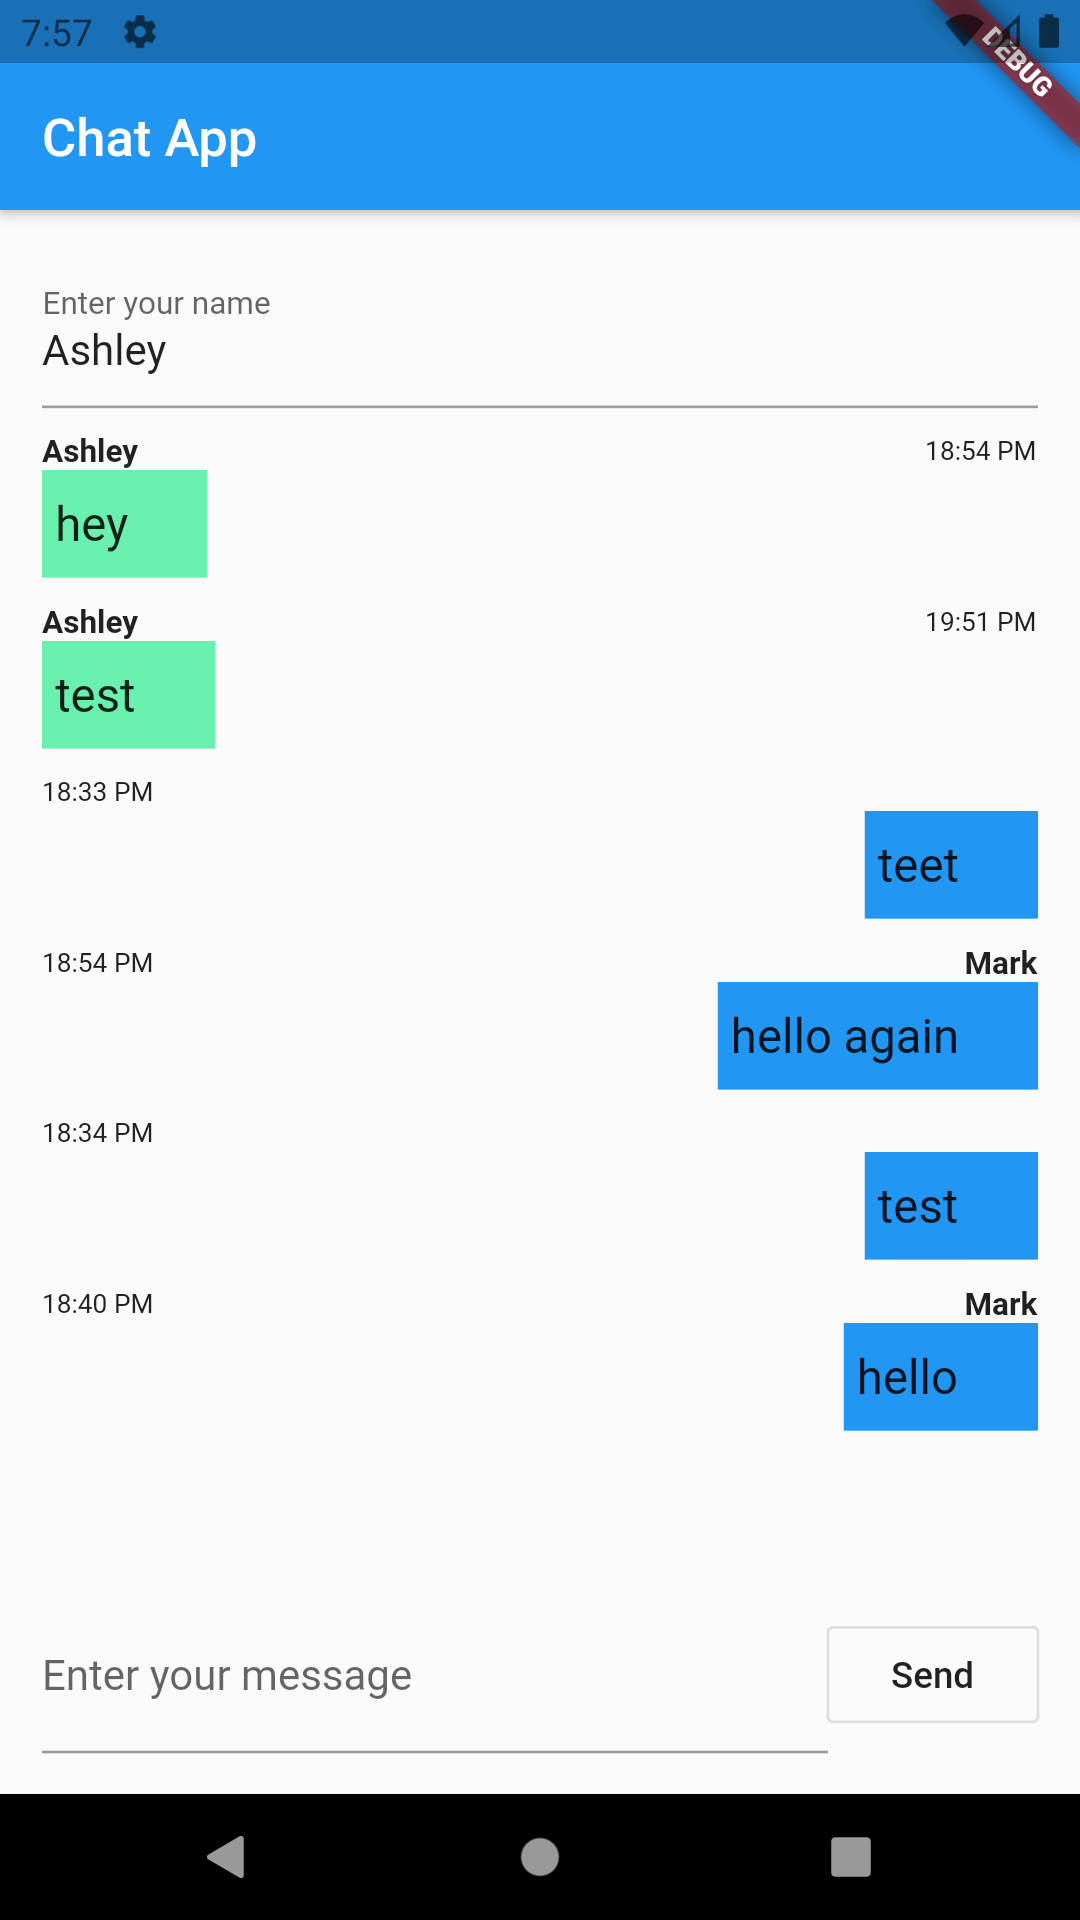 7:57
DEBUG
Chat App
Enter your name
Ashley
Ashley 18:54 PM
hey
Ashley 19:51 PM
test
18:33 PM
teet
18:54 PM Mark
hello again
18:34 PM
test
18:40 PM Mark
hello
Enter your message Send